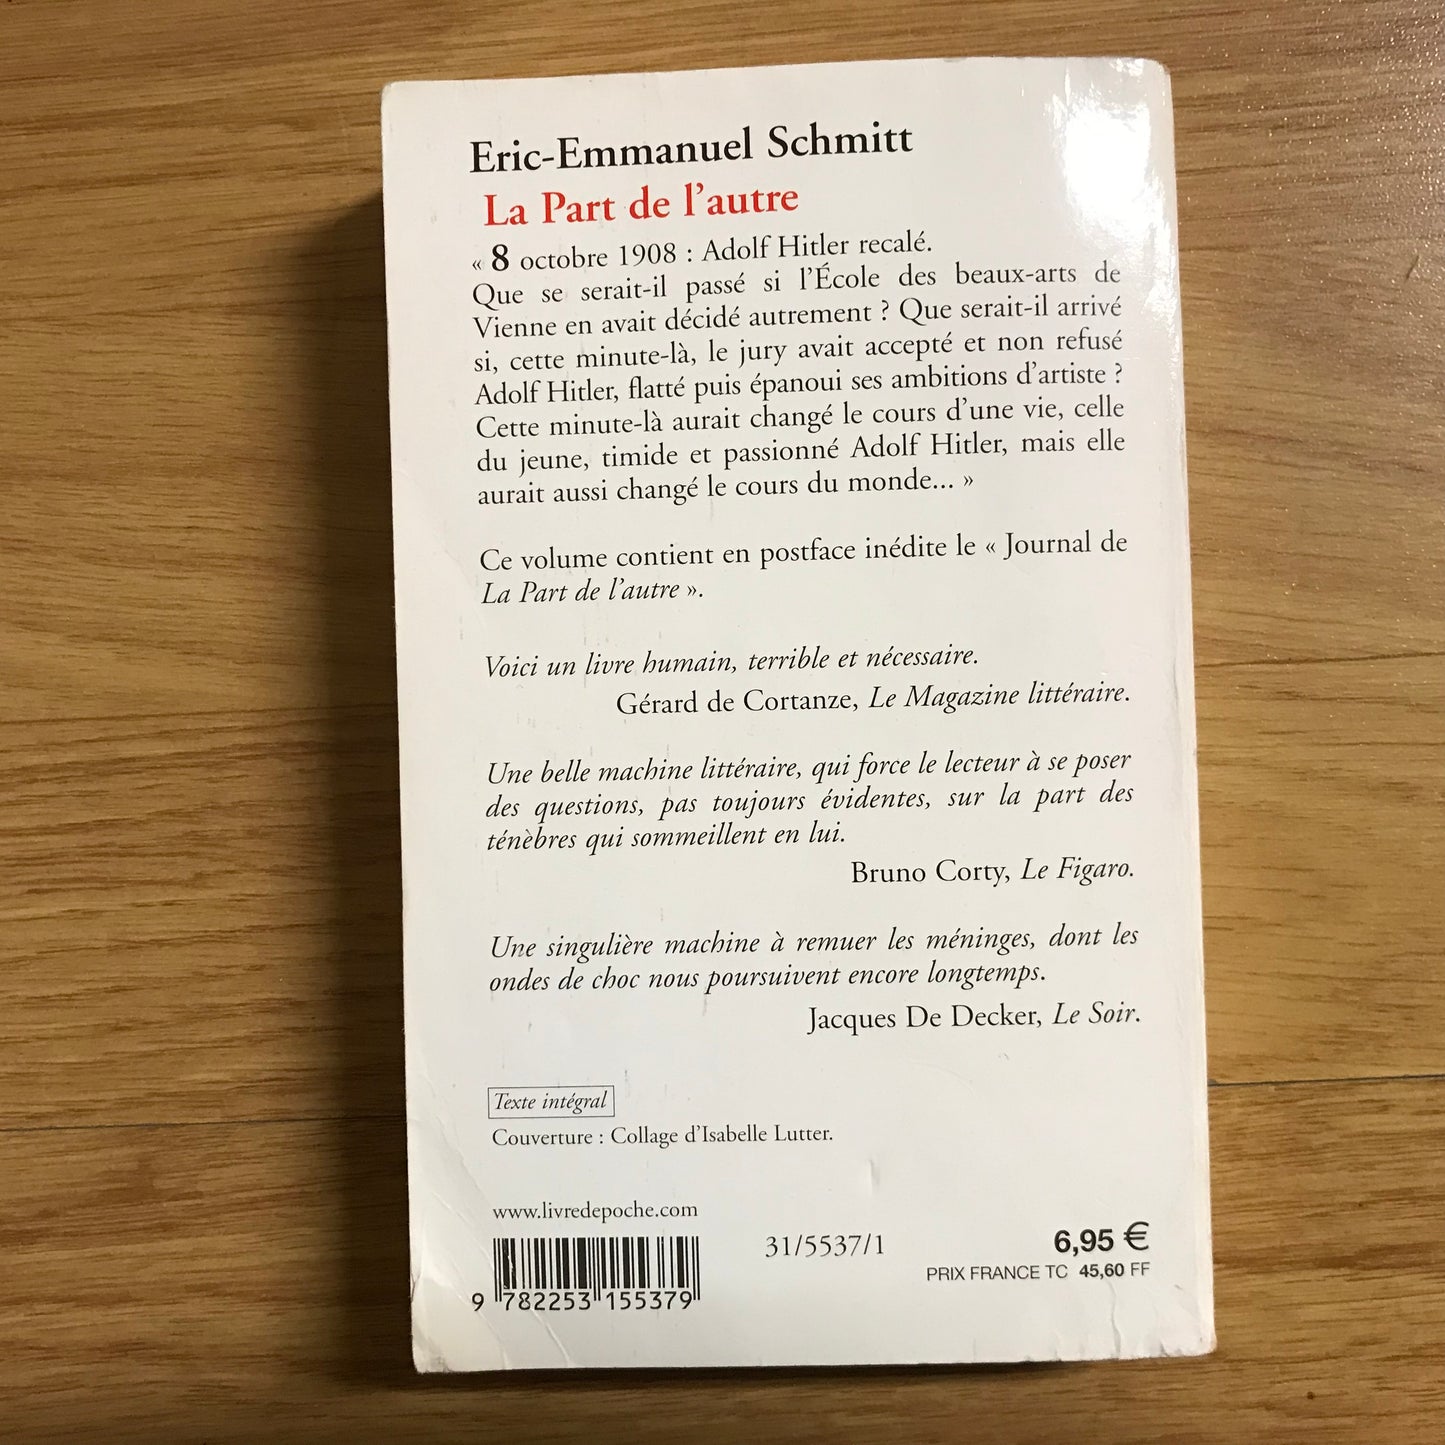 Eric-Emmanuel Schmitt
La Part de l'autre
« 8 octobre 1908 : Adolf Hitler recalé.
Que se serait-il passé si l'École des beaux-arts de
Vienne en avait décidé autrement ? Que serait-il arrivé
si, cette minute-là, le jury avait accepté et non refusé
Adolf Hitler, flatté puis épanoui ses ambitions d'artiste ?
Cette minute-là aurait changé le cours d'une vie, celle
du jeune, timide et passionné Adolf Hitler, mais elle
aurait aussi changé le cours du monde... »
Ce volume contient en postface inédite le « Journal de
La Part de l'autre ».
Voici un livre humain, terrible et nécessaire.
Gérard de Cortanze, Le Magazine littéraire.
Une belle machine littéraire, qui force le lecteur à se poser
des questions, pas toujours évidentes, sur la part des
ténèbres qui sommeillent en lui.
Bruno Corty, Le Figaro.
Une singulière machine à remuer les méninges, dont les
ondes de choc nous poursuivent encore longtemps.
Jacques De Decker, Le Soir.
Texte intégral
Couverture : Collage d'Isabelle Lutter.
www.livredepoche.com
31/5537/1
6,95 €
PRIX FRANCE TC 45,60 FF
9 782253 155379